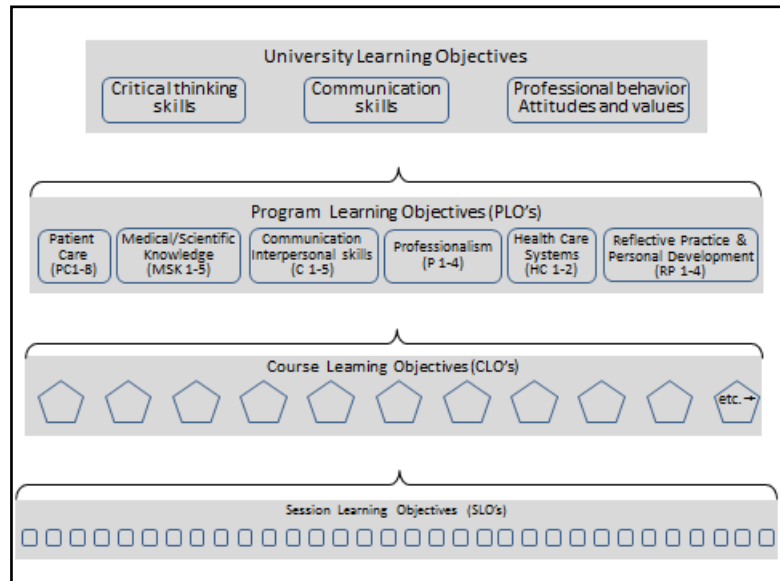 University Learning Objectives
Critical thinking
skills
Communication
skills
Professional behavior
Attitudes and values
Program Learning Objectives (PLO's)
Patient
Care
(PC1-8)
Medical/Scientific
Knowledge
(MSK 1-5)
Communication
Interpersonal skills
(C 1-5)
Professionalism
(P 1-4)
Health Care
Systems
(HC 1-2)
Reflective Practice &
Personal Development
(RP 1-4)
Course Learning Objectives (CLO's)
etc.→
Session Learning Objectives (SLO's)